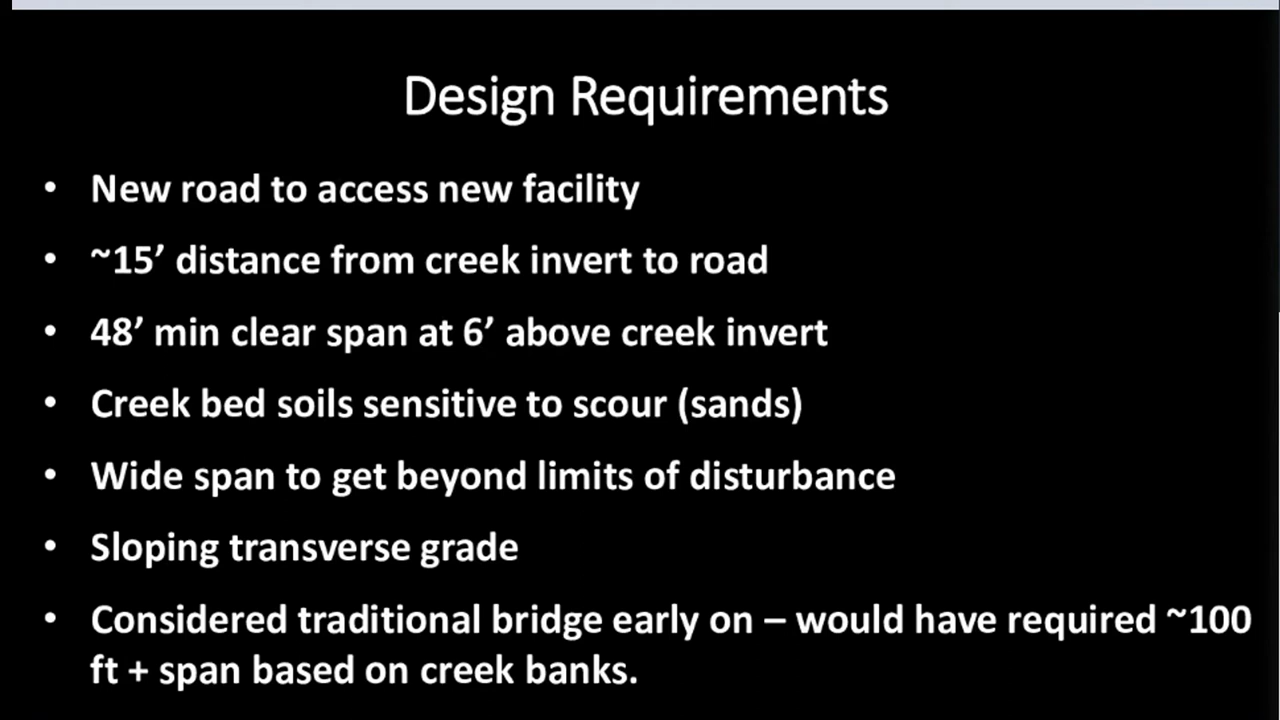 Design Requirements
• New road to access new facility
• ~15’ distance from creek invert to road
• 48’ min clear span at 6’ above creek invert
• Creek bed soils sensitive to scour (sands)
• Wide span to get beyond limits of disturbance
• Sloping transverse grade
• Considered traditional bridge early on – would have required ~100
ft + span based on creek banks.